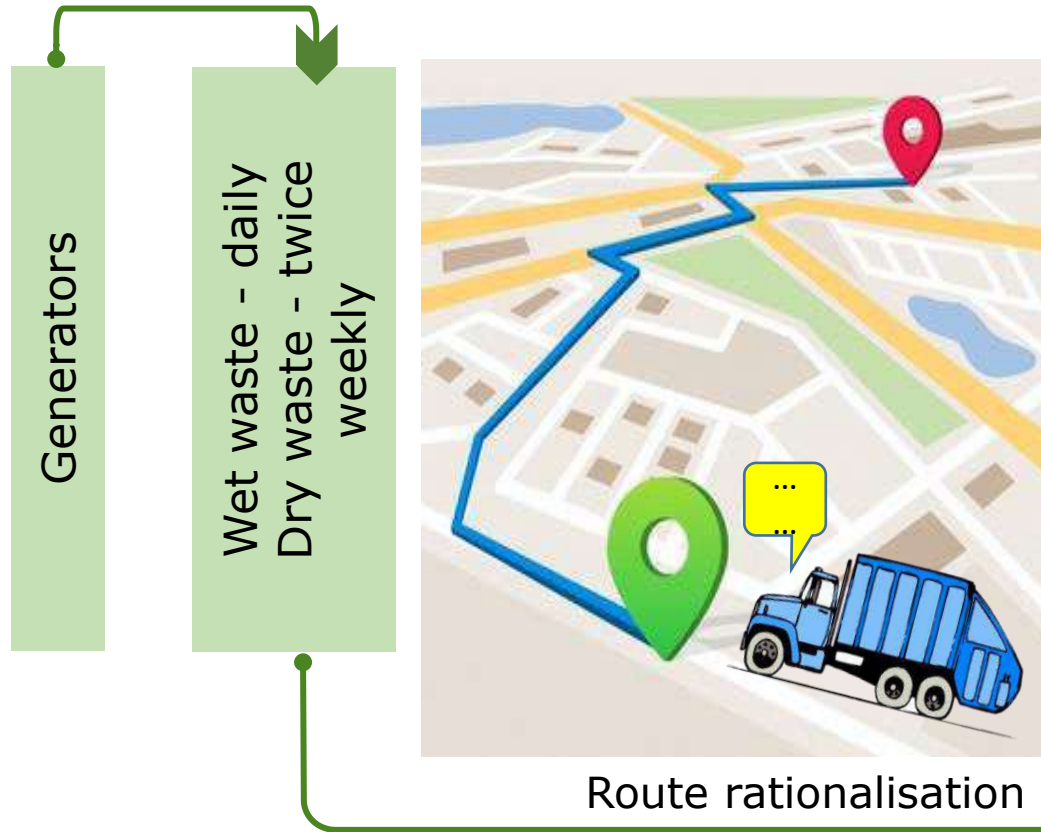 Generators
Wet waste - daily
Dry waste - twice
weekly
...
...
Route rationalisation